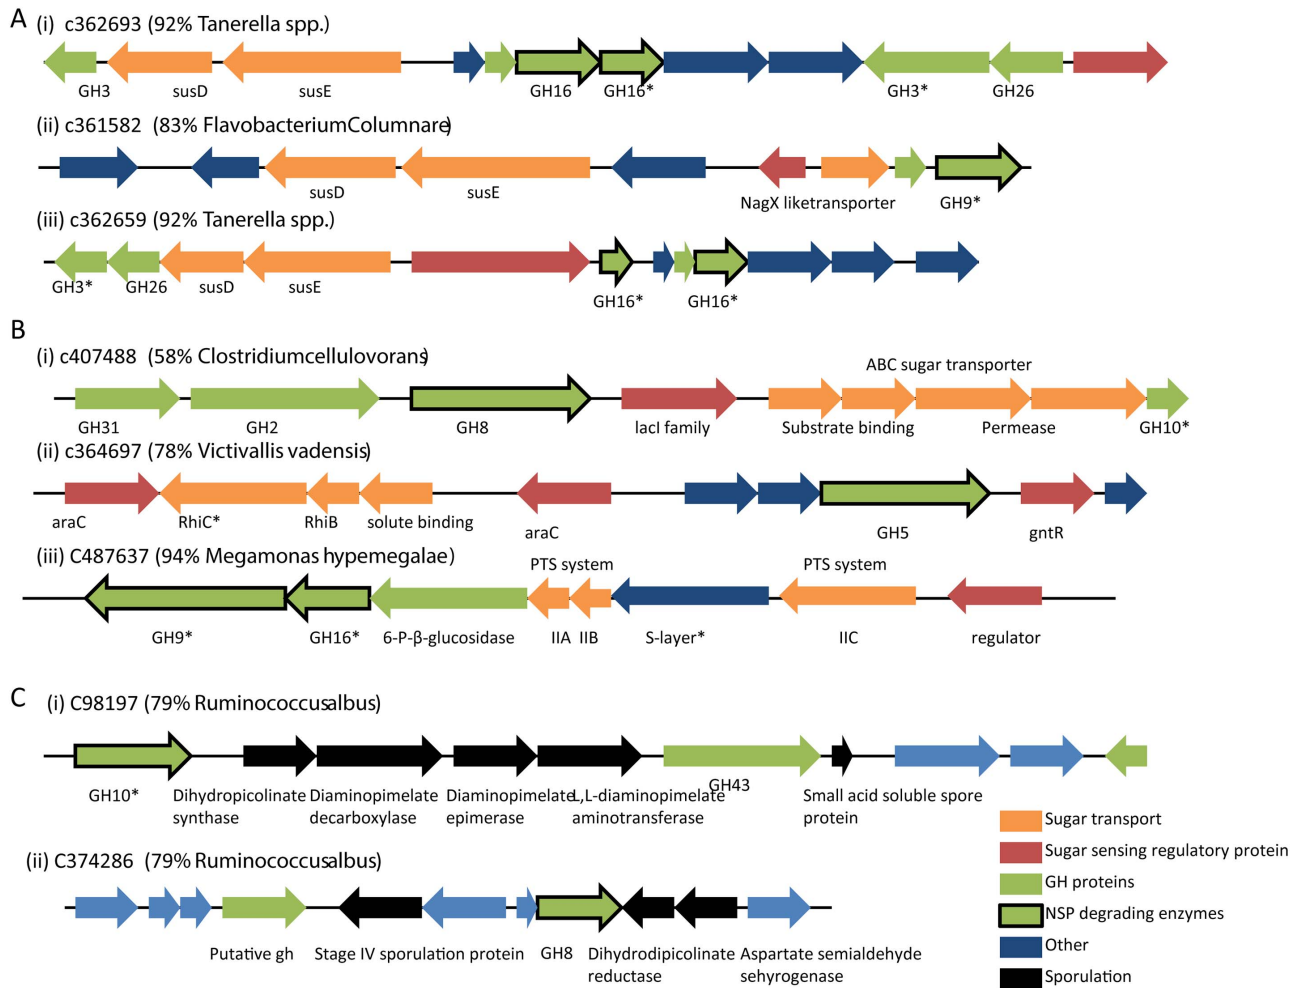 A
(i) c362693 (92% Tanerella spp.)
GH3 susD susE GH16 GH16* GH3* GH26
(ii) c361582 (83% FlavobacteriumColumnare)
susD susE NagX liketransporter GH9*
(iii) c362659 (92% Tanerella spp.)
GH3* GH26 susD susE GH16* GH16*
B
(i) c407488 (58% Clostridiumcellulovorans)
ABC sugar transporter
GH31 GH2 GH8 lacI family Substrate binding Permease GH10*
(ii) c364697 (78% Victivallis vadensis)
araC RhiC* RhiB solute binding araC GH5 gntR
(iii) C487637 (94% Megamonas hypemegalae)
PTS system PTS system
GH9* GH16* 6-P-β-glucosidase IIA IIB S-layer* IIC regulator
C
(i) C98197 (79% Ruminococcusalbus)
GH10* Dihydropicolinate synthase Diaminopimelate decarboxylase Diaminopimelate epimerase L,L-diaminopimelate aminotransferase GH43 Small acid soluble spore protein
(ii) C374286 (79% Ruminococcusalbus)
Putative gh Stage IV sporulation protein GH8 Dihydrodipicolinate reductase Aspartate semialdehyde sehyrogenase
Sugar transport
Sugar sensing regulatory protein
GH proteins
NSP degrading enzymes
Other
Sporulation